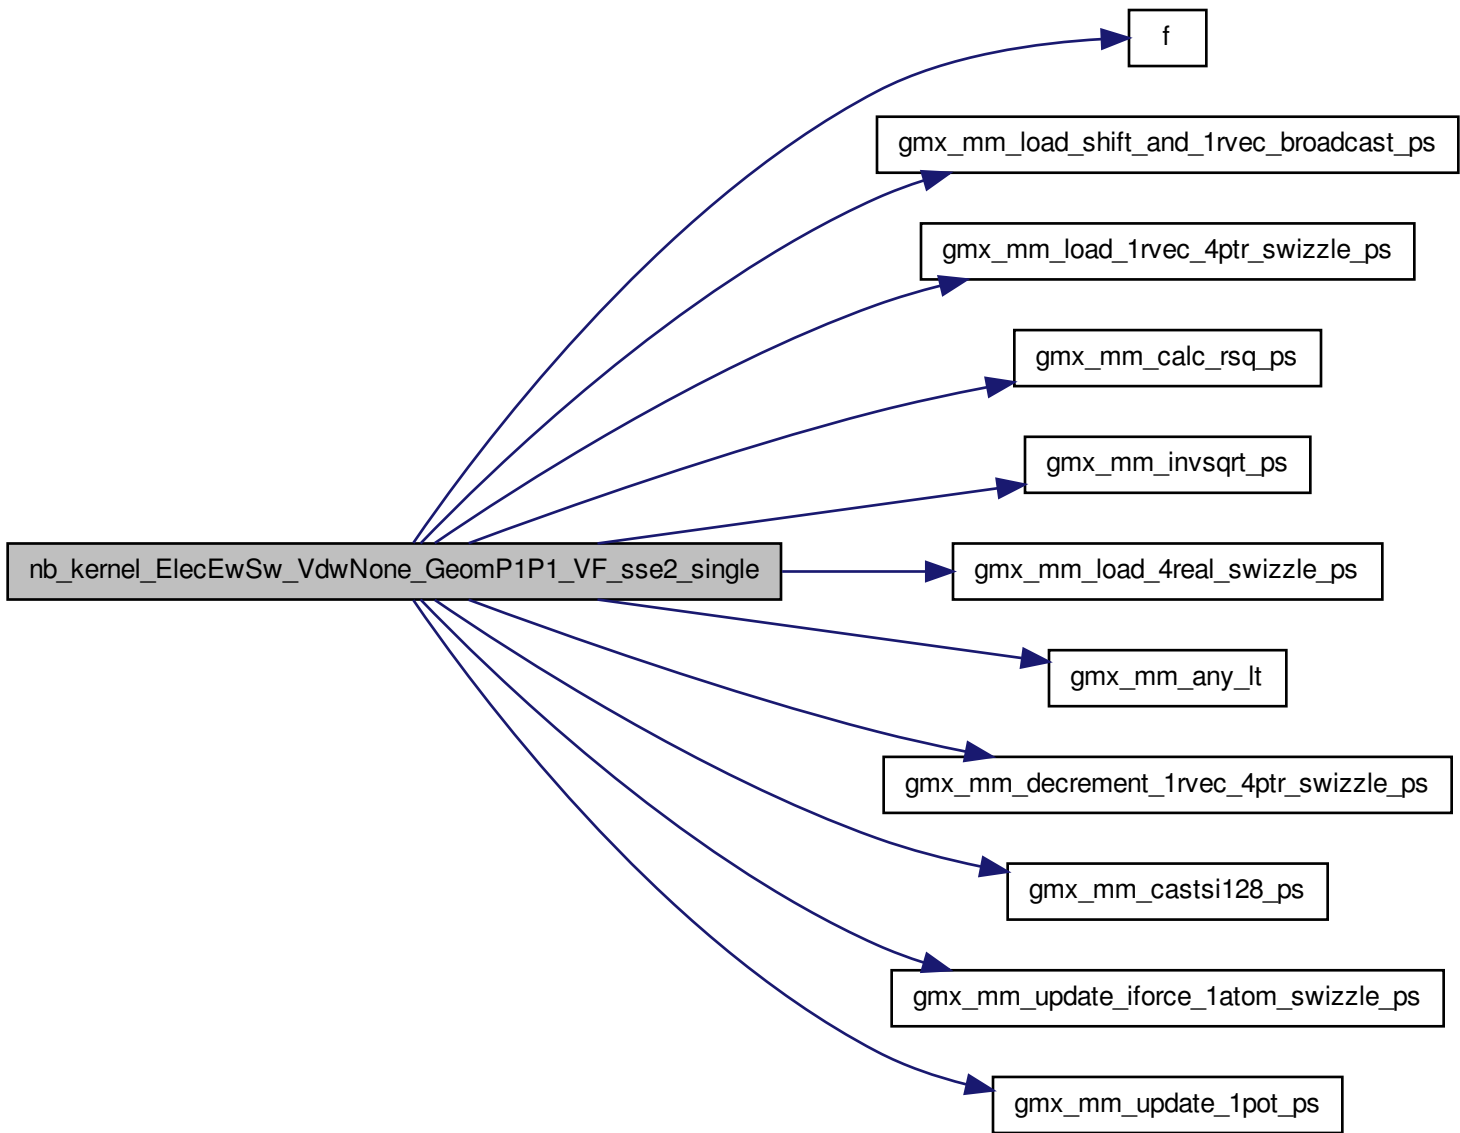 f
gmx_mm_load_shift_and_1rvec_broadcast_ps
gmx_mm_load_1rvec_4ptr_swizzle_ps
gmx_mm_calc_rsq_ps
gmx_mm_invsqrt_ps
nb_kernel_ElecEwSw_VdwNone_GeomP1P1_VF_sse2_single
gmx_mm_load_4real_swizzle_ps
gmx_mm_any_lt
gmx_mm_decrement_1rvec_4ptr_swizzle_ps
gmx_mm_castsi128_ps
gmx_mm_update_iforce_1atom_swizzle_ps
gmx_mm_update_1pot_ps